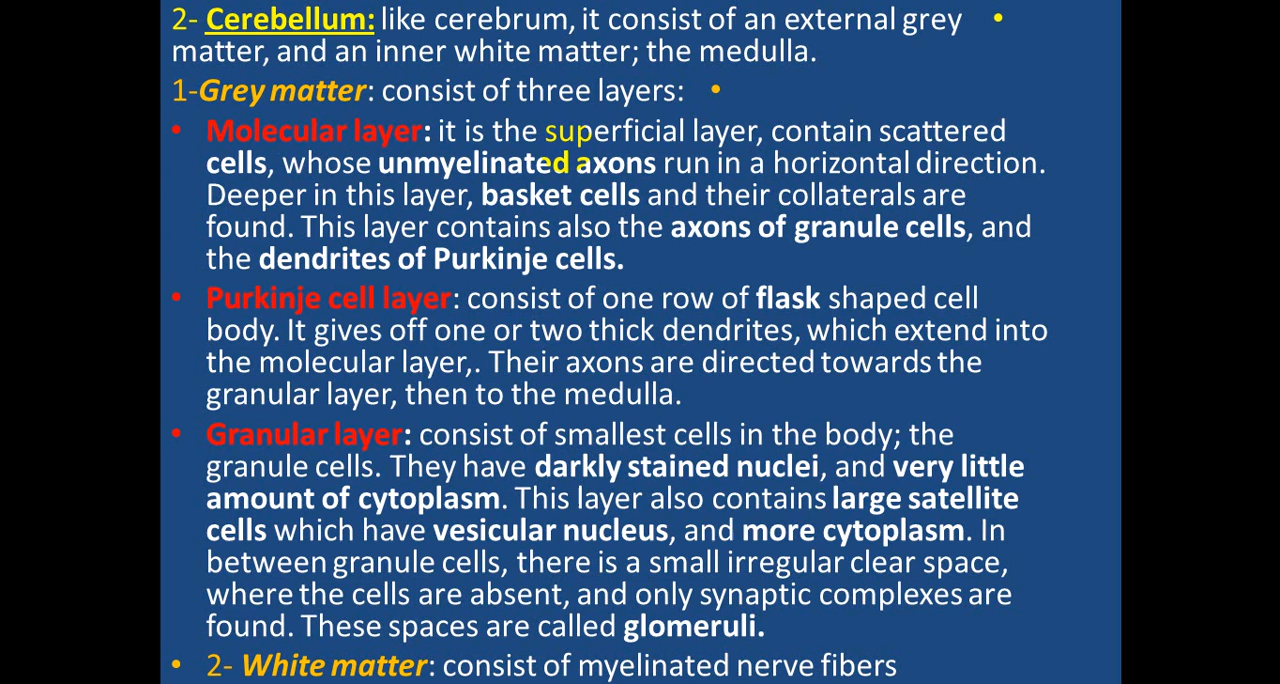 2- Cerebellum: like cerebrum, it consist of an external grey •
matter, and an inner white matter; the medulla.
1-Grey matter: consist of three layers: •
• Molecular layer: it is the superficial layer, contain scattered
cells, whose unmyelinated axons run in a horizontal direction.
Deeper in this layer, basket cells and their collaterals are
found. This layer contains also the axons of granule cells, and
the dendrites of Purkinje cells.
• Purkinje cell layer: consist of one row of flask shaped cell
body. It gives off one or two thick dendrites, which extend into
the molecular layer,. Their axons are directed towards the
granular layer, then to the medulla.
• Granular layer: consist of smallest cells in the body; the
granule cells. They have darkly stained nuclei, and very little
amount of cytoplasm. This layer also contains large satellite
cells which have vesicular nucleus, and more cytoplasm. In
between granule cells, there is a small irregular clear space,
where the cells are absent, and only synaptic complexes are
found. These spaces are called glomeruli.
• 2- White matter: consist of myelinated nerve fibers